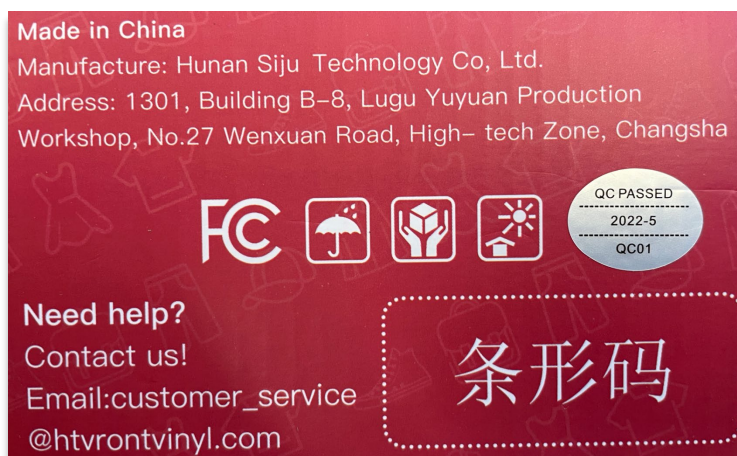 Made in China
Manufacture: Hunan Siju Technology Co, Ltd.
Address: 1301, Building B-8, Lugu Yuyuan Production
Workshop, No.27 Wenxuan Road, High- tech Zone, Changsha
FC
QC PASSED
2022-5
QC01
Need help?
Contact us!
Email:customer_service
@htvrontvinyl.com
条形码